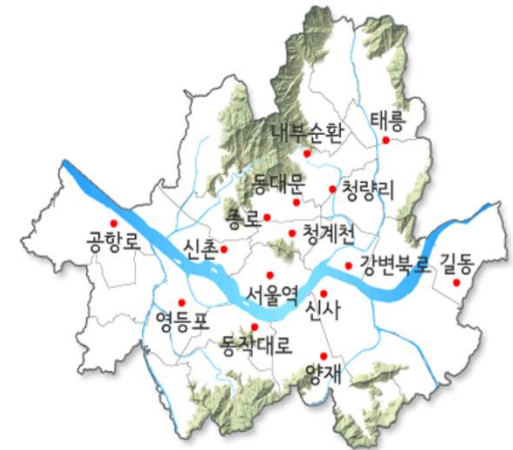 태릉
내부순환
동대문
청량리
종로
청계천
공항로
신촌
강변북로
길동
서울역
신사
영등포
동작대로
양재